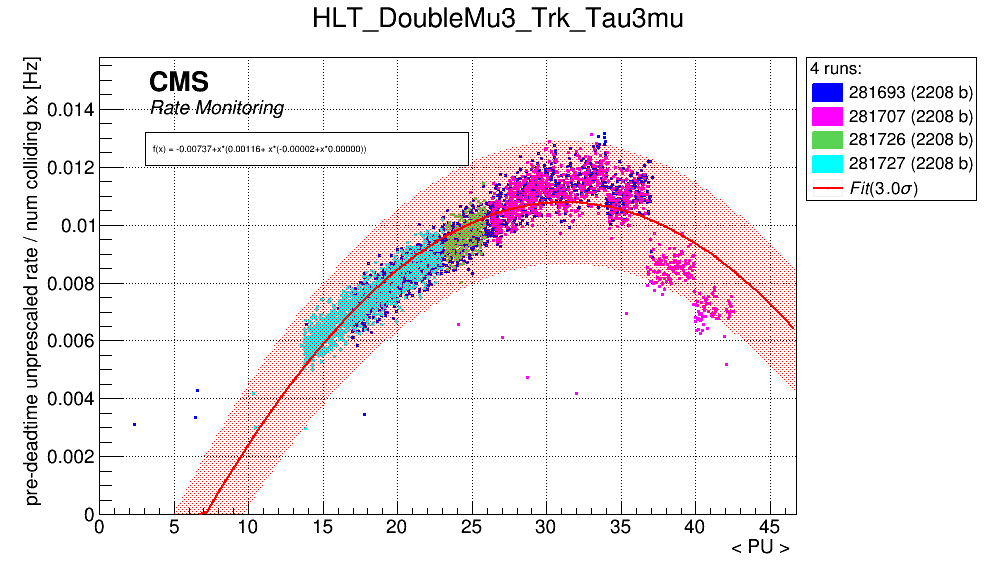 HLT_DoubleMu3_Trk_Tau3mu
pre-deadtime unprescaled rate / num colliding bx [Hz]
CMS
Rate Monitoring
f(x) = -0.00737+x*(0.00116+ x*(-0.00002+x*0.00000))
0.014
0.012
0.01
0.008
0.006
0.004
0.002
0
0 5 10 15 20 25 30 35 40 45
< PU >
4 runs:
281693 (2208 b)
281707 (2208 b)
281726 (2208 b)
281727 (2208 b)
Fit(3.0σ)